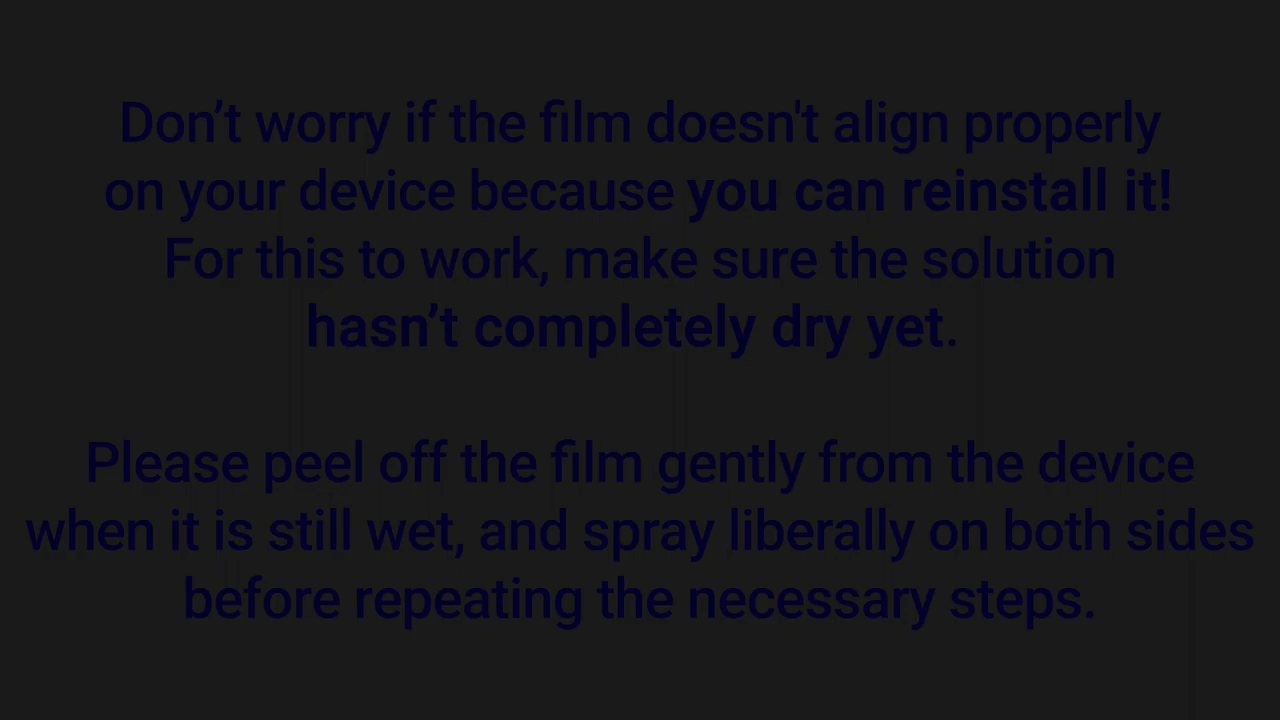 Don’t worry if the film doesn't align properly
on your device because you can reinstall it!
For this to work, make sure the solution
hasn’t completely dry yet.
Please peel off the film gently from the device
when it is still wet, and spray liberally on both sides
before repeating the necessary steps.